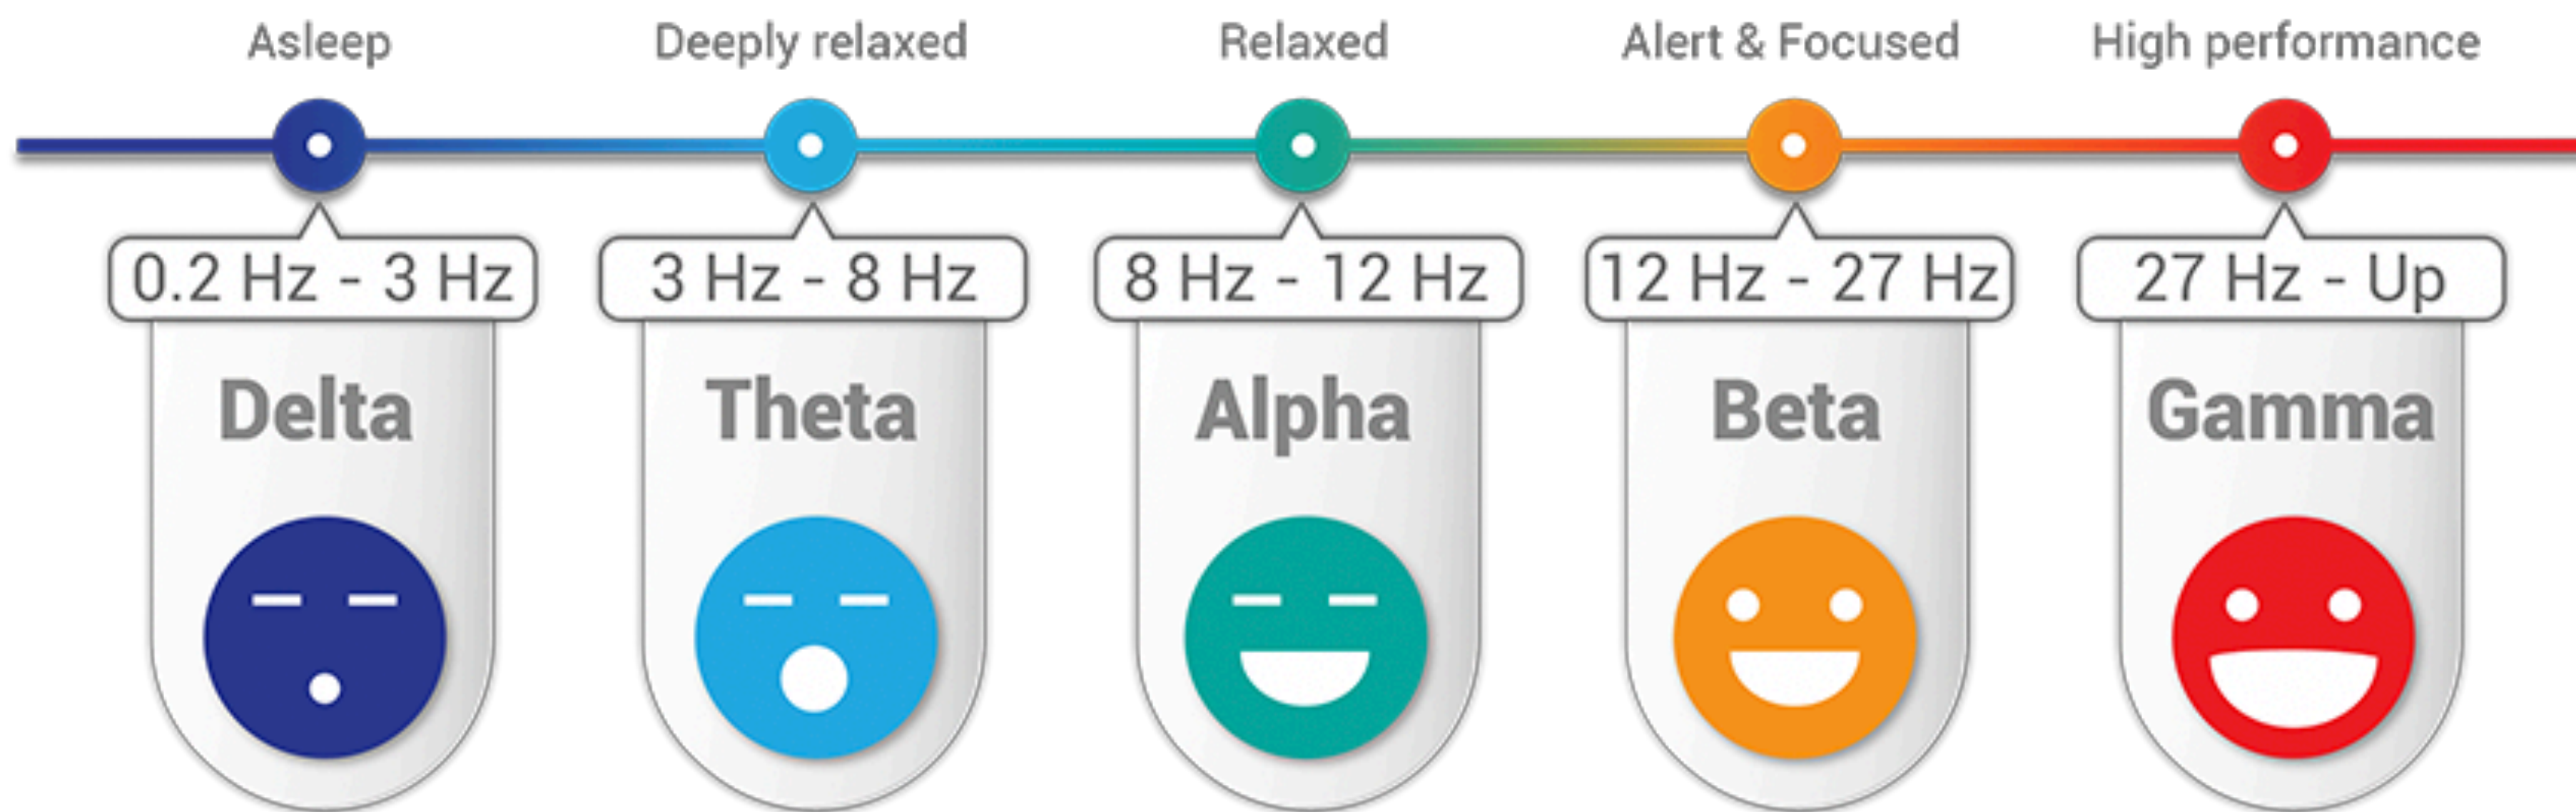 Asleep
Deeply relaxed
Relaxed
Alert & Focused
High performance
0.2 Hz - 3 Hz
3 Hz - 8 Hz
8 Hz - 12 Hz
12 Hz - 27 Hz
27 Hz - Up
Delta
Theta
Alpha
Beta
Gamma